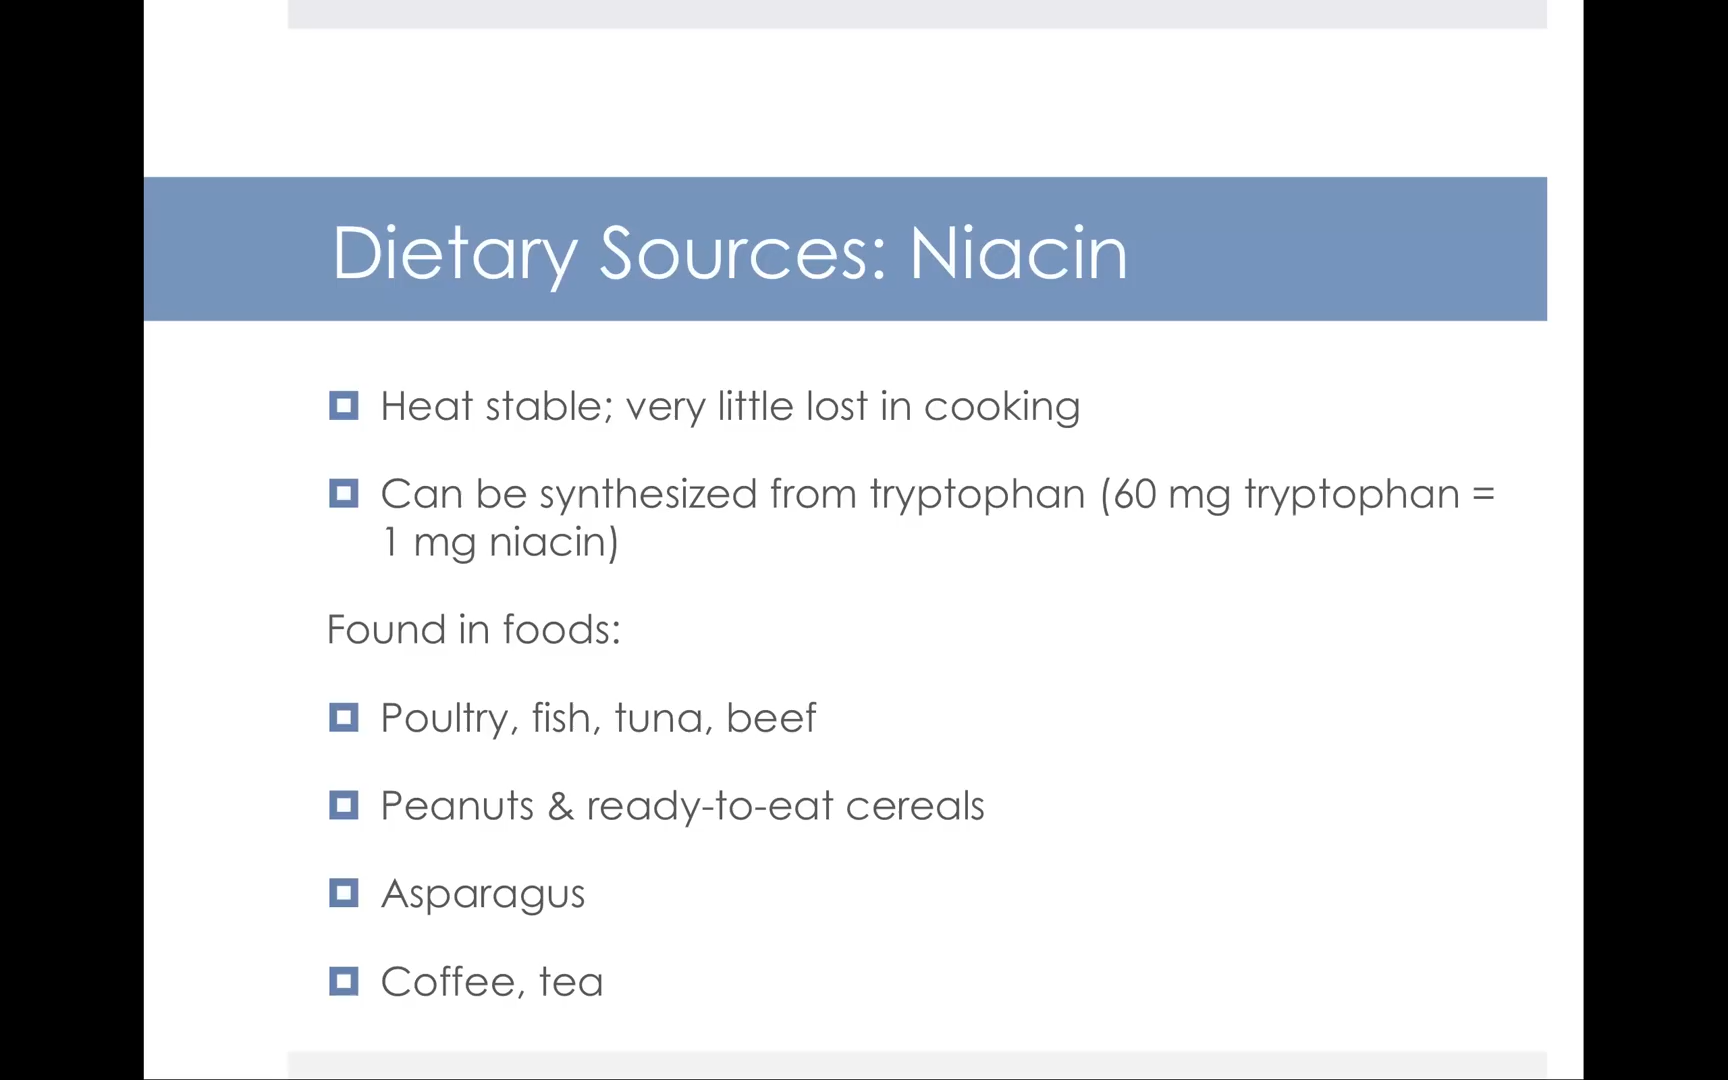 Dietary Sources: Niacin
Heat stable; very little lost in cooking
Can be synthesized from tryptophan (60 mg tryptophan =
1 mg niacin)
Found in foods:
Poultry, fish, tuna, beef
Peanuts & ready-to-eat cereals
Asparagus
Coffee, tea